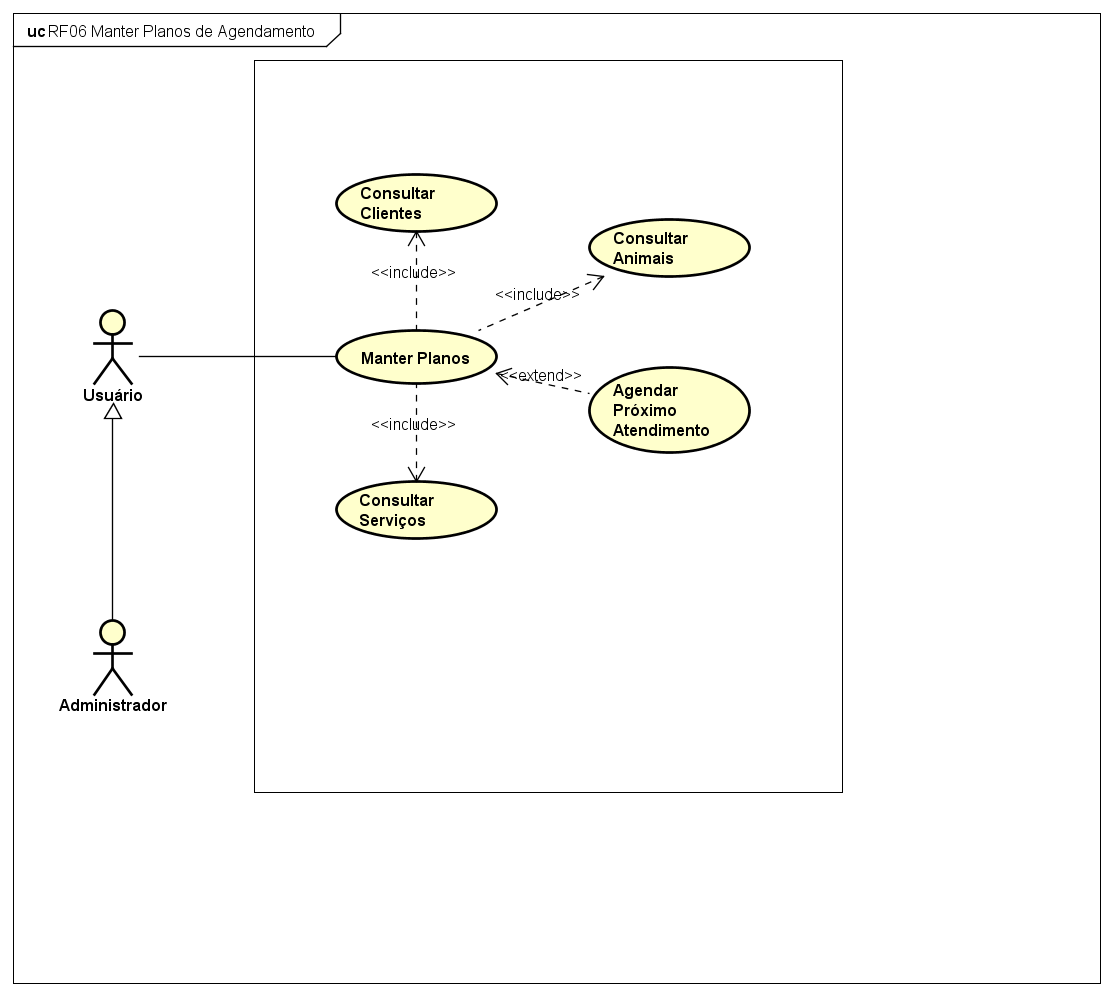 uc RF06 Manter Planos de Agendamento
Consultar
Clientes
Consultar
Animais
<<include>>
<<include>>
Usuário
Manter Planos
<<extend>>
Agendar
Próximo
Atendimento
<<include>>
Consultar
Serviços
Administrador